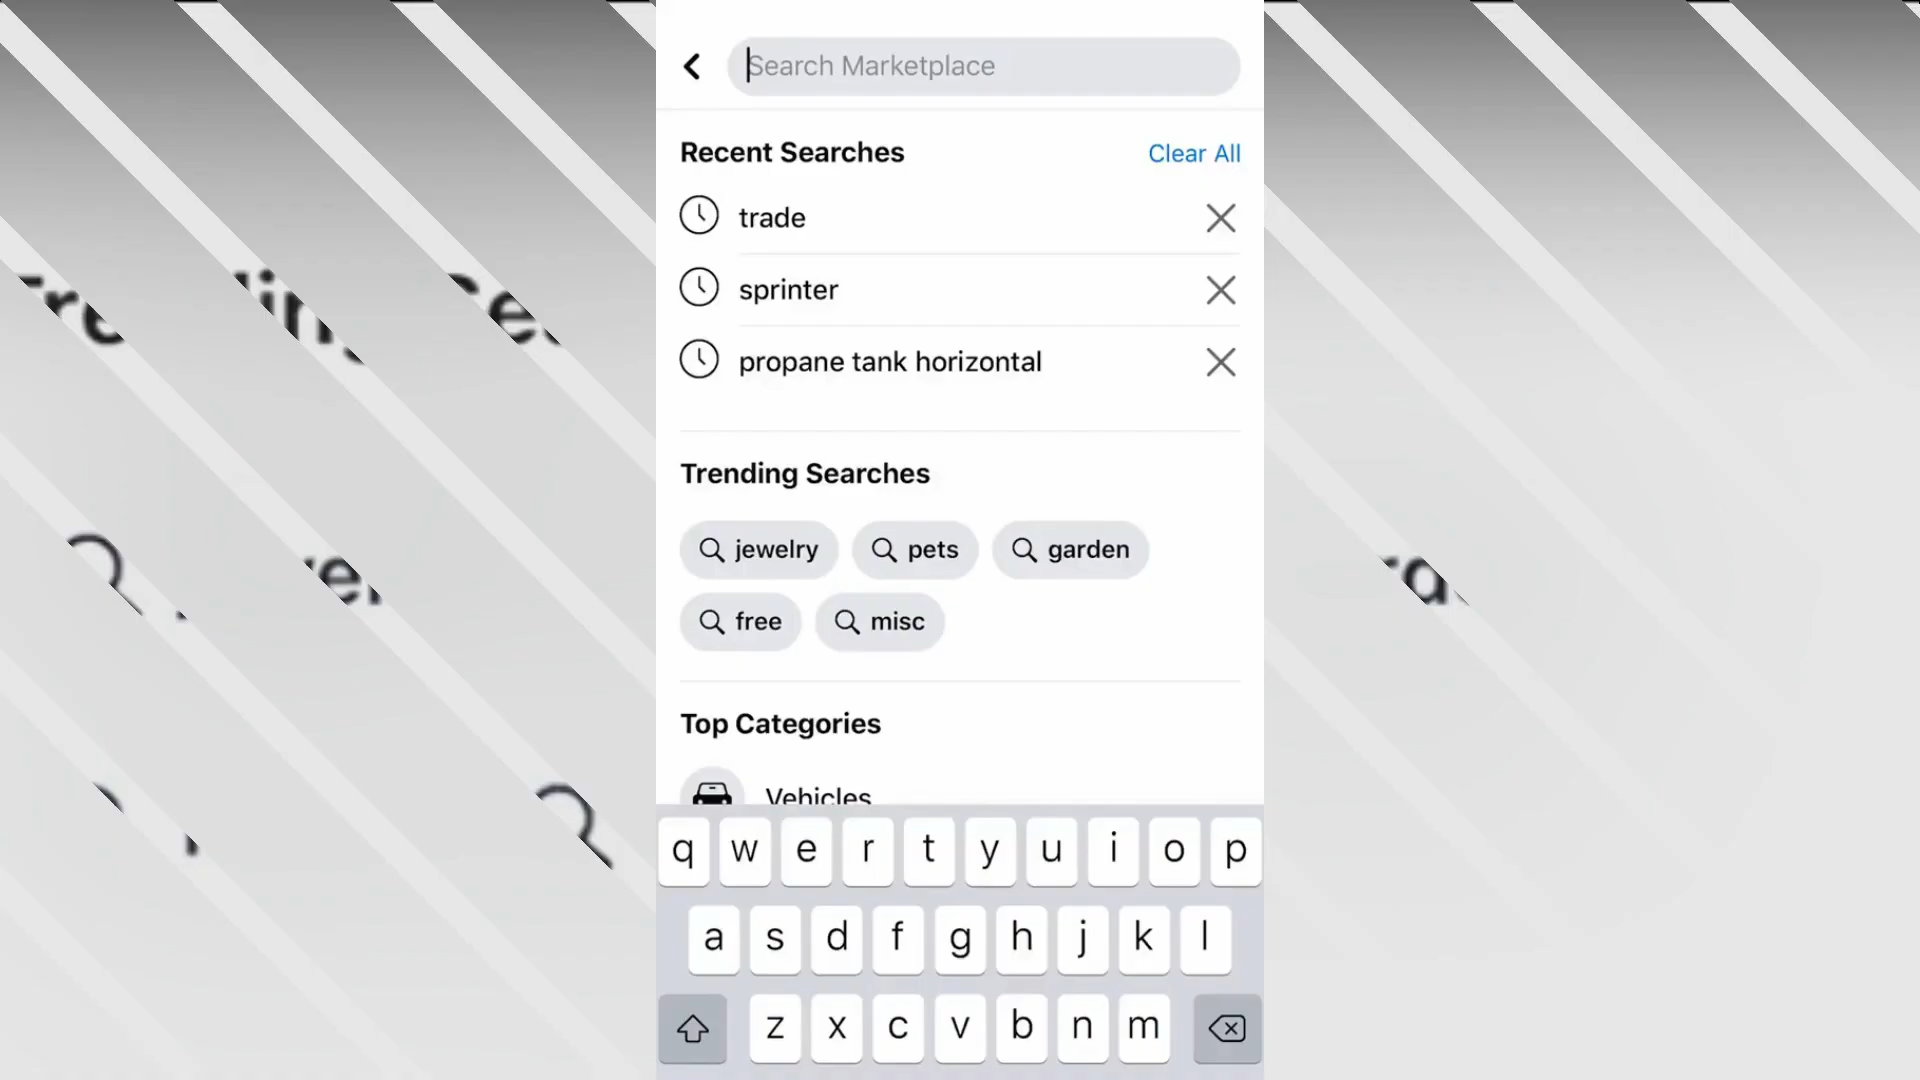 Search Marketplace
Recent Searches
Clear All
trade
sprinter
propane tank horizontal
Trending Searches
jewelry
pets
garden
free
misc
Top Categories
Vehicles
q w e r t y u i o p
a s d f g h j k l
z x c v b n m